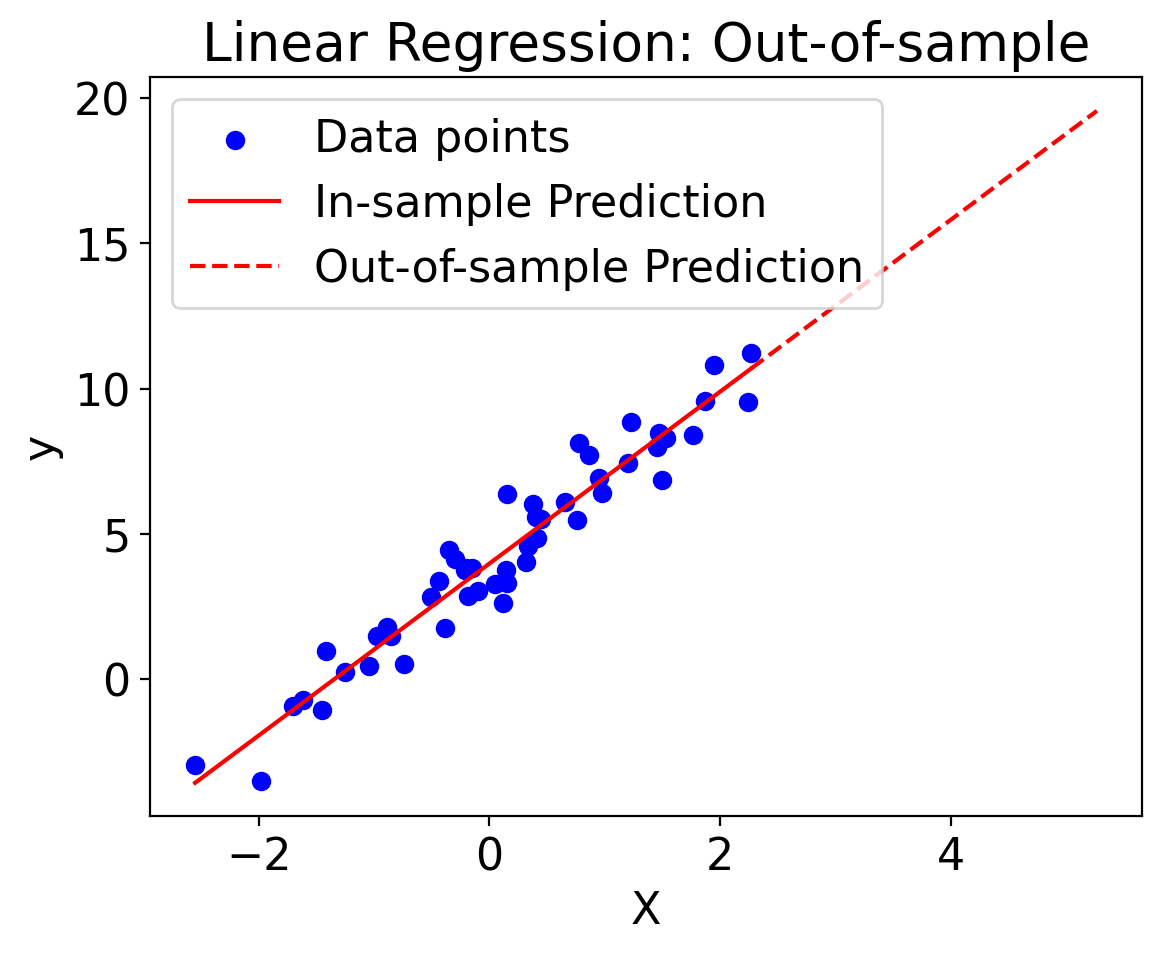 Linear Regression: Out-of-sample
20
15
10
5
0
y
Data points
In-sample Prediction
Out-of-sample Prediction
−2
0
2
4
X